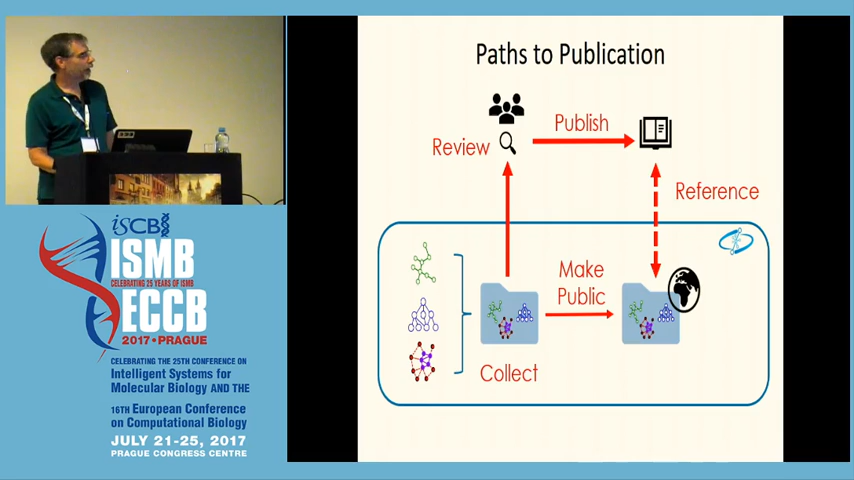 Paths to Publication
Review
Publish
Reference
Make
Public
Collect
iSCB
ISMB
CELEBRATING 25 YEARS OF ISMB
ECCB
2017 • PRAGUE
CELEBRATING THE 25TH CONFERENCE ON
Intelligent Systems for
Molecular Biology AND THE
16TH European Conference
on Computational Biology
JULY 21-25, 2017
PRAGUE CONGRESS CENTRE